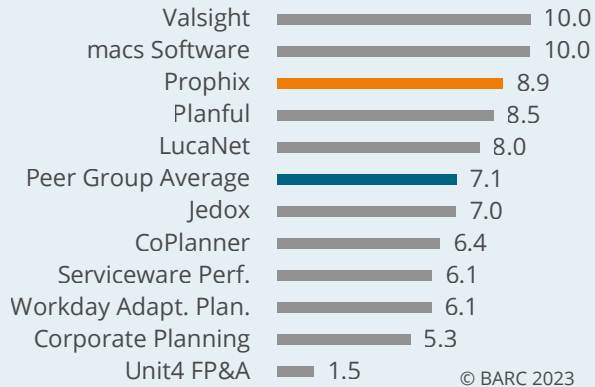 Valsight 10.0
macs Software 10.0
Prophix 8.9
Planful 8.5
LucaNet 8.0
Peer Group Average 7.1
Jedox 7.0
CoPlanner 6.4
Serviceware Perf. 6.1
Workday Adapt. Plan. 6.1
Corporate Planning 5.3
Unit4 FP&A 1.5
© BARC 2023